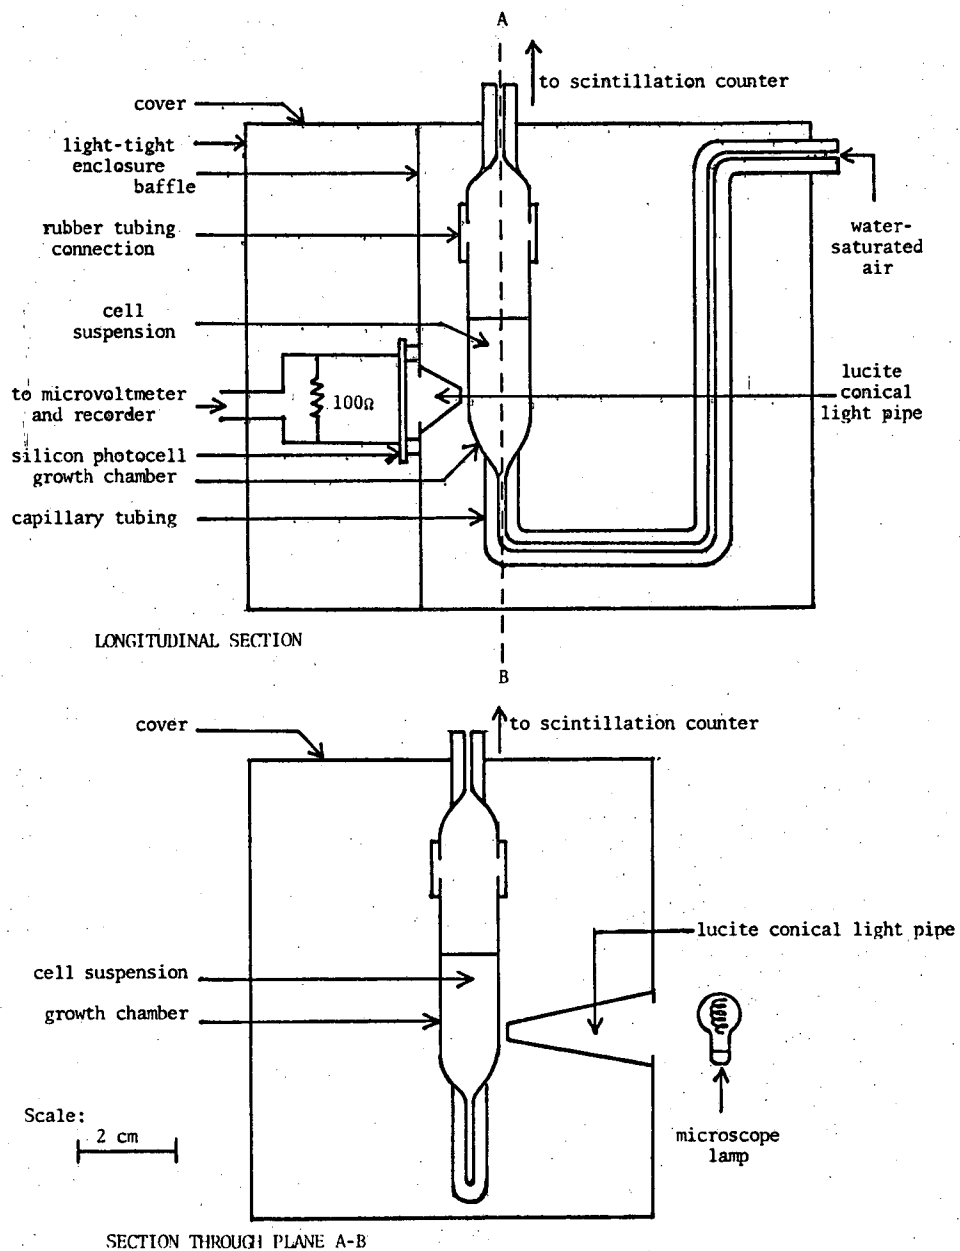 A
to scintillation counter
cover
light-tight
enclosure
baffle
rubber tubing
connection
water-
saturated
air
cell
suspension
to microvoltmeter
and recorder
100Ω
lucite
conical
light pipe
silicon photocell
growth chamber
capillary tubing
LONGITUDINAL SECTION
B
cover
to scintillation counter
lucite conical light pipe
cell suspension
growth chamber
Scale:
2 cm
microscope
lamp
SECTION THROUGH PLANE A-B